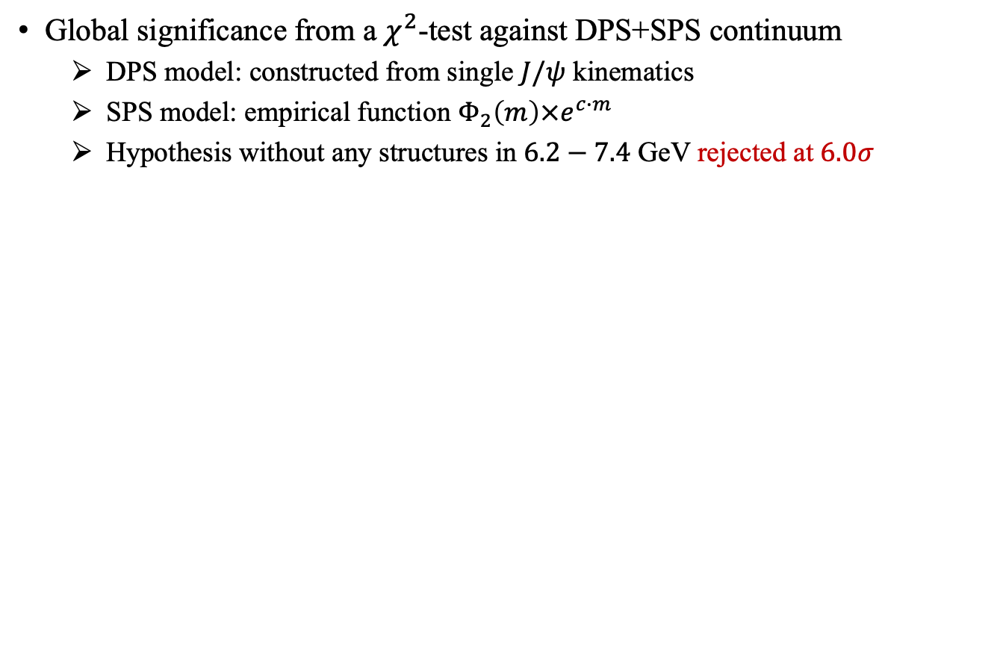 • Global significance from a χ²-test against DPS+SPS continuum
➢ DPS model: constructed from single J/ψ kinematics
➢ SPS model: empirical function Φ₂(m)×e^{c·m}
➢ Hypothesis without any structures in 6.2 – 7.4 GeV rejected at 6.0σ